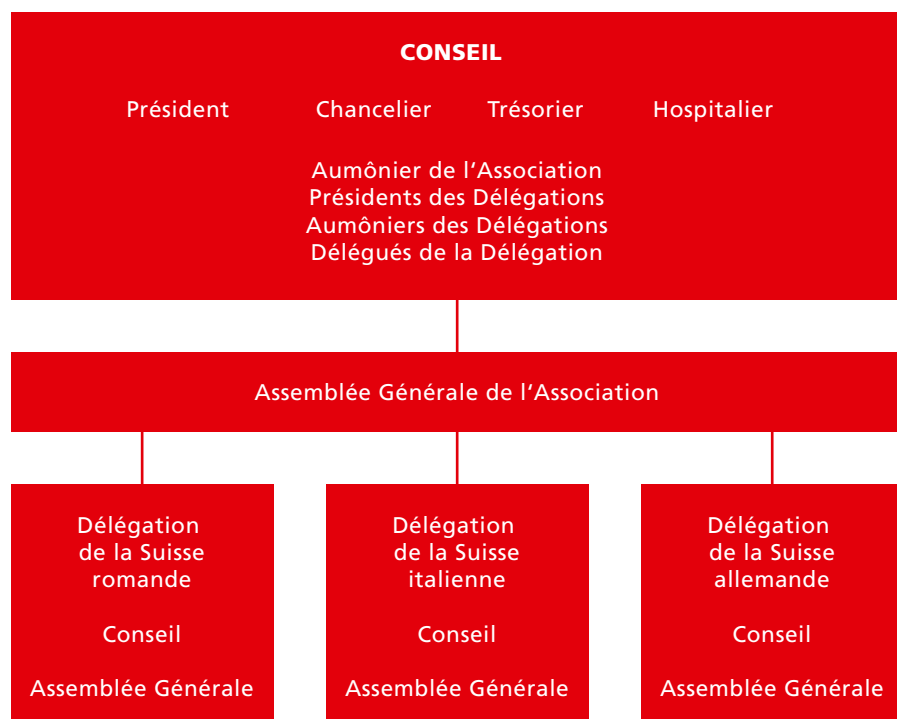 CONSEIL
Président Chancelier Trésorier Hospitalier
Aumônier de l‘Association
Présidents des Délégations
Aumôniers des Délégations
Délégués de la Délégation
Assemblée Générale de l‘Association
Délégation
de la Suisse
romande
Conseil
Assemblée Générale
Délégation
de la Suisse
italienne
Conseil
Assemblée Générale
Délégation
de la Suisse
allemande
Conseil
Assemblée Générale